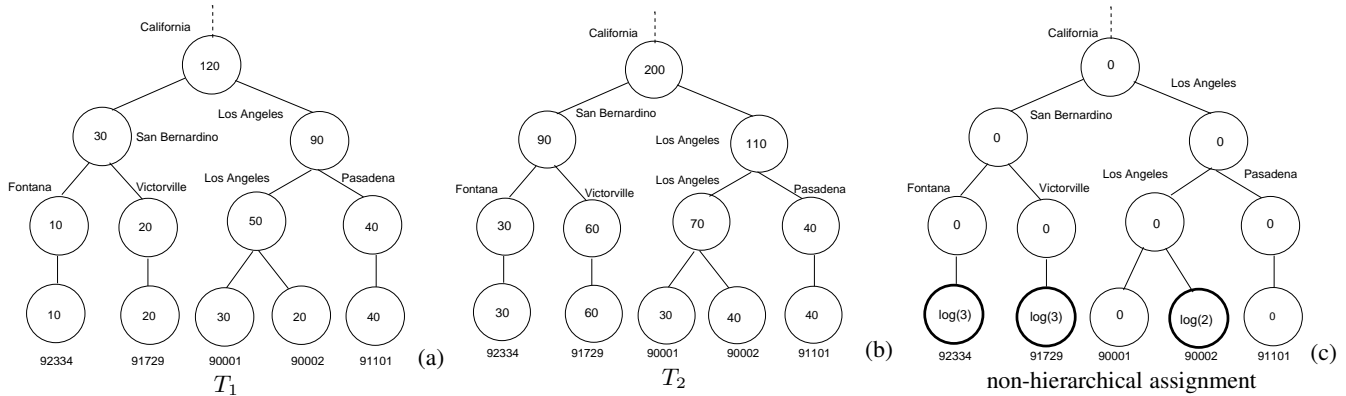 California
120
Los Angeles
30
San Bernardino
90
Fontana
Victorville
Los Angeles
Pasadena
10
20
50
40
10
20
30
20
40
92334
91729
90001
90002
91101
(a)
T1
California
200
San Bernardino
90
Los Angeles
110
Fontana
Victorville
Los Angeles
Pasadena
30
60
70
40
30
60
30
40
40
92334
91729
90001
90002
91101
(b)
T2
California
0
Los Angeles
San Bernardino
0
0
Fontana
Victorville
Los Angeles
Pasadena
0
0
0
0
log(3)
log(3)
0
log(2)
0
92334
91729
90001
90002
91101
(c)
non-hierarchical assignment